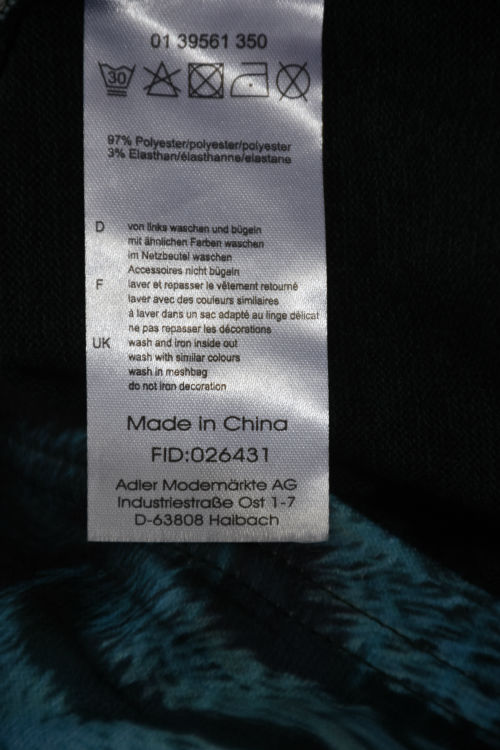 01 39561 350
30
97% Polyester/polyester/polyester
3% Elasthan/élasthanne/elastane
D von links waschen und bügeln
mit ähnlichen Farben waschen
im Netzbeutel waschen
Accessoires nicht bügeln
F laver et repasser le vêtement retourné
laver avec des couleurs similaires
à laver dans un sac adapté au linge délicat
ne pas repasser les décorations
UK wash and iron inside out
wash with similar colours
wash in meshbag
do not iron decoration
Made in China
FID:026431
Adler Modemärkte AG
Industriestraße Ost 1-7
D-63808 Haibach